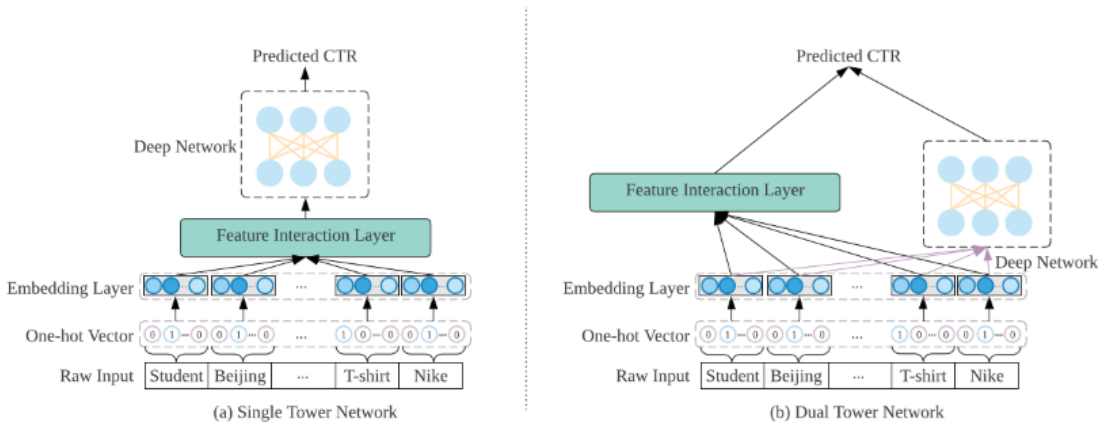 Predicted CTR
Deep Network
Feature Interaction Layer
Embedding Layer
...
One-hot Vector
0 1 ··· 0 0 1 ··· 0 ... 1 0 ··· 0 0 1 ··· 0
Raw Input Student Beijing ... T-shirt Nike
(a) Single Tower Network
Predicted CTR
Feature Interaction Layer
Deep Network
Embedding Layer
...
One-hot Vector
0 1 ··· 0 0 1 ··· 0 ... 1 0 ··· 0 0 1 ··· 0
Raw Input Student Beijing ... T-shirt Nike
(b) Dual Tower Network